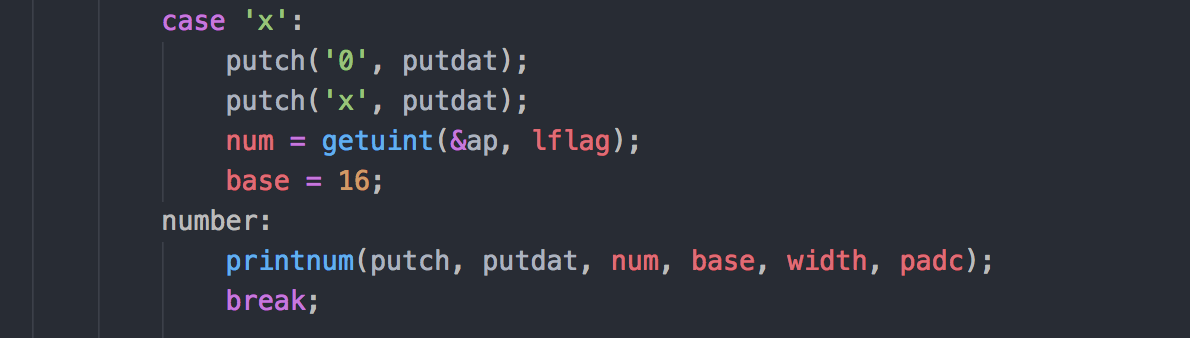 case 'x':
putch('0', putdat);
putch('x', putdat);
num = getuint(&ap, lflag);
base = 16;
number:
printnum(putch, putdat, num, base, width, padc);
break;